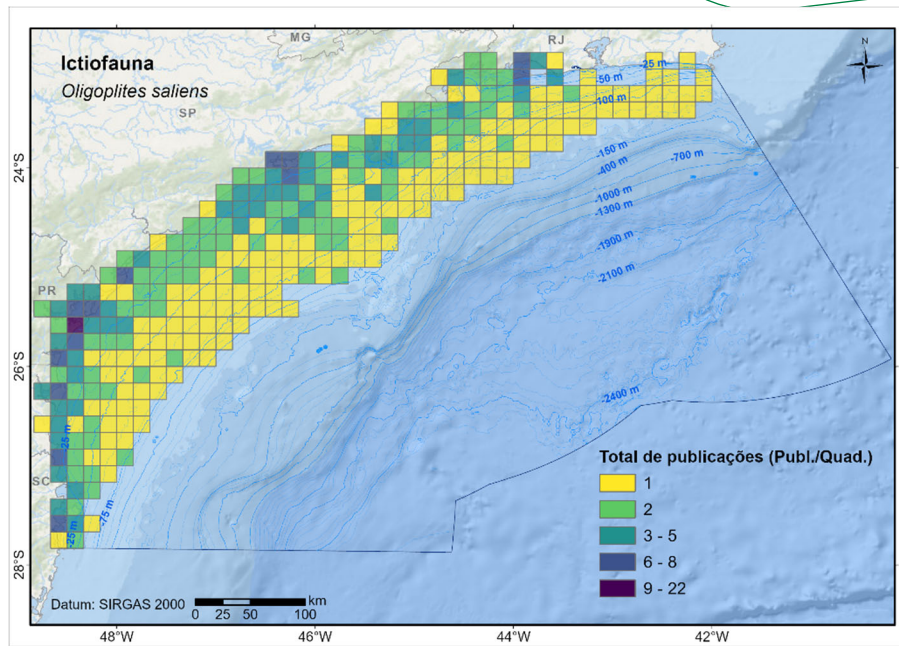 Ictiofauna
Oligoplites saliens
MG
RJ
SP
PR
SC
N
-25 m
-50 m
-100 m
-150 m
-400 m
-700 m
-1000 m
-1300 m
-1900 m
-2100 m
-2400 m
-25 m
-75 m
-25 m
24°S
26°S
28°S
Total de publicações (Publ./Quad.)
1
2
3 - 5
6 - 8
9 - 22
Datum: SIRGAS 2000
km
0 25 50 100
48°W 46°W 44°W 42°W